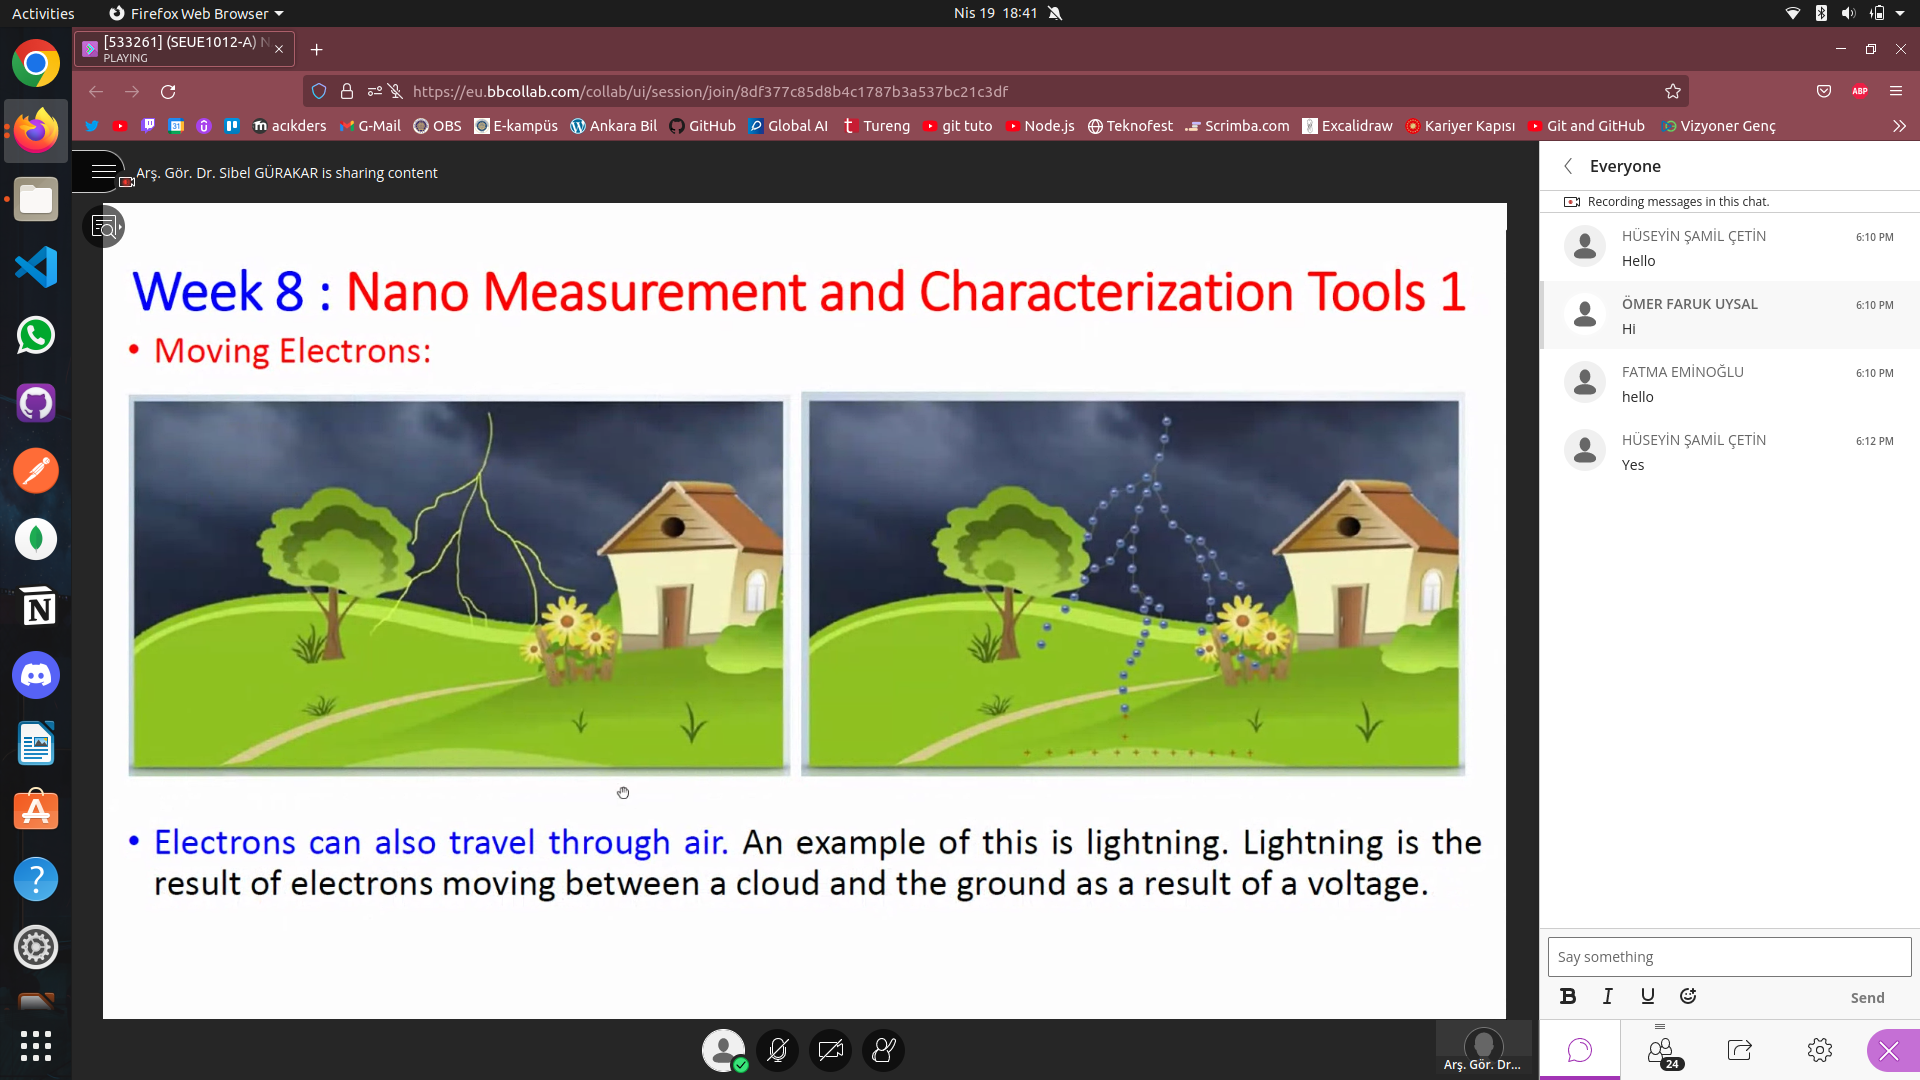 Activities
Firefox Web Browser
Nis 19 18:41
[533261] (SEUE1012-A) N
PLAYING
https://eu.bbcollab.com/collab/ui/session/join/8df377c85d8b4c1787b3a537bc21c3df
ABP
31
acıkders
G-Mail
OBS
E-kampüs
Ankara Bil
GitHub
Global AI
Tureng
git tuto
Node.js
Teknofest
Scrimba.com
Excalidraw
Kariyer Kapısı
Git and GitHub
Vizyoner Genç
Arş. Gör. Dr. Sibel GÜRAKAR is sharing content
Week 8 : Nano Measurement and Characterization Tools 1
• Moving Electrons:
• Electrons can also travel through air. An example of this is lightning. Lightning is the
result of electrons moving between a cloud and the ground as a result of a voltage.
Arş. Gör. Dr...
Everyone
Recording messages in this chat.
HÜSEYİN ŞAMİL ÇETİN 6:10 PM
Hello
ÖMER FARUK UYSAL 6:10 PM
Hi
FATMA EMİNOĞLU 6:10 PM
hello
HÜSEYİN ŞAMİL ÇETİN 6:12 PM
Yes
Say something
B I U
Send
24